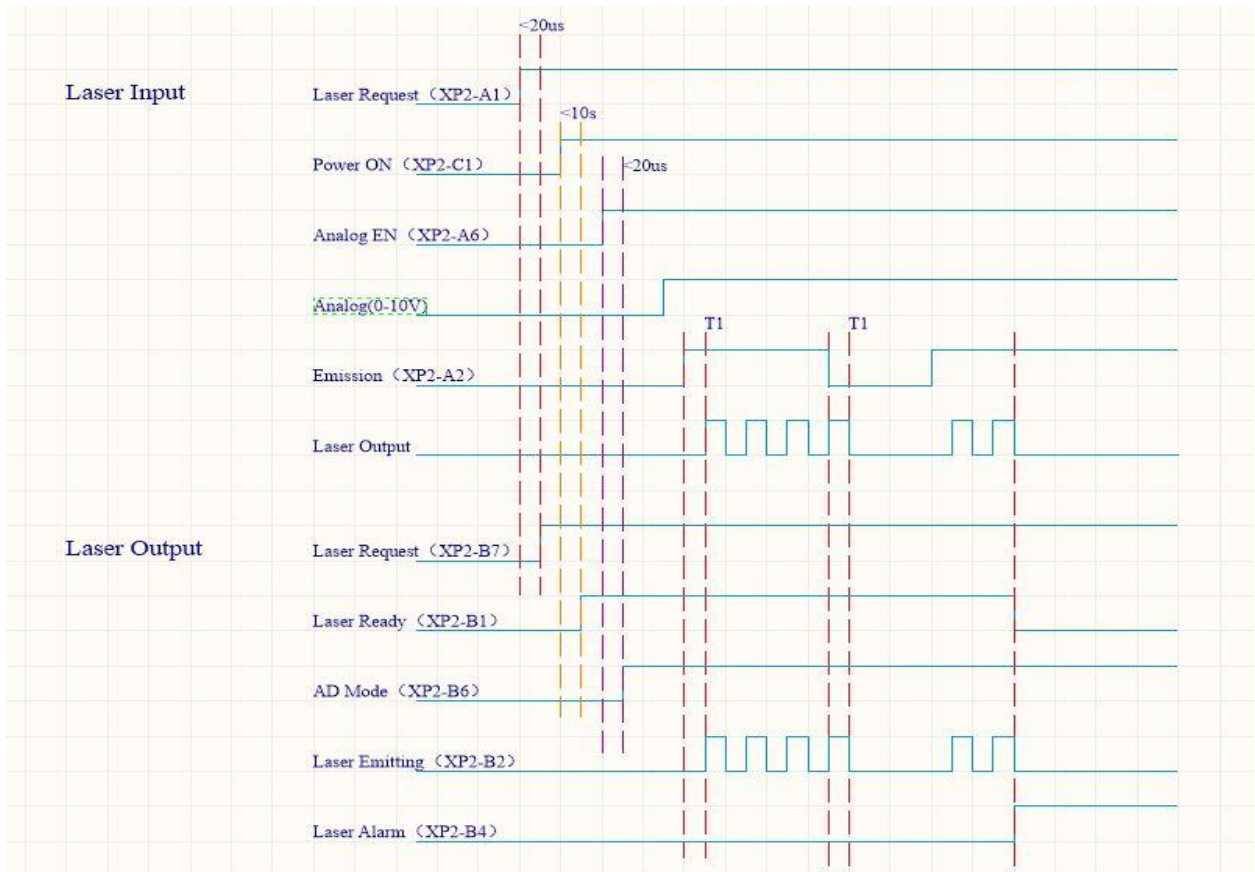 <20us
Laser Input
Laser Request（XP2-A1）
<10s
Power ON（XP2-C1）
<20us
Analog EN（XP2-A6）
Analog(0-10V)
T1
T1
Emission（XP2-A2）
Laser Output
Laser Output
Laser Request（XP2-B7）
Laser Ready（XP2-B1）
AD Mode（XP2-B6）
Laser Emitting（XP2-B2）
Laser Alarm（XP2-B4）